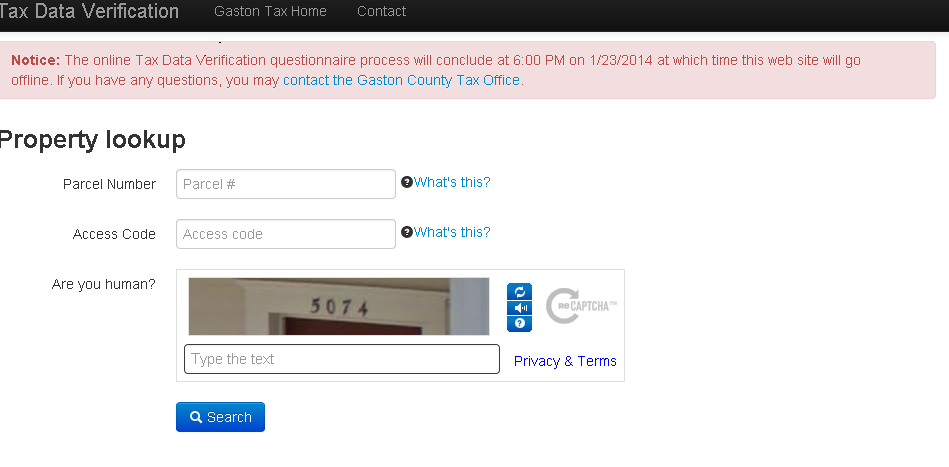 Tax Data Verification Gaston Tax Home Contact
Notice: The online Tax Data Verification questionnaire process will conclude at 6:00 PM on 1/23/2014 at which time this web site will go
offline. If you have any questions, you may contact the Gaston County Tax Office.
Property lookup
Parcel Number Parcel # What's this?
Access Code Access code What's this?
Are you human?
5074
reCAPTCHA™
Type the text Privacy & Terms
Search